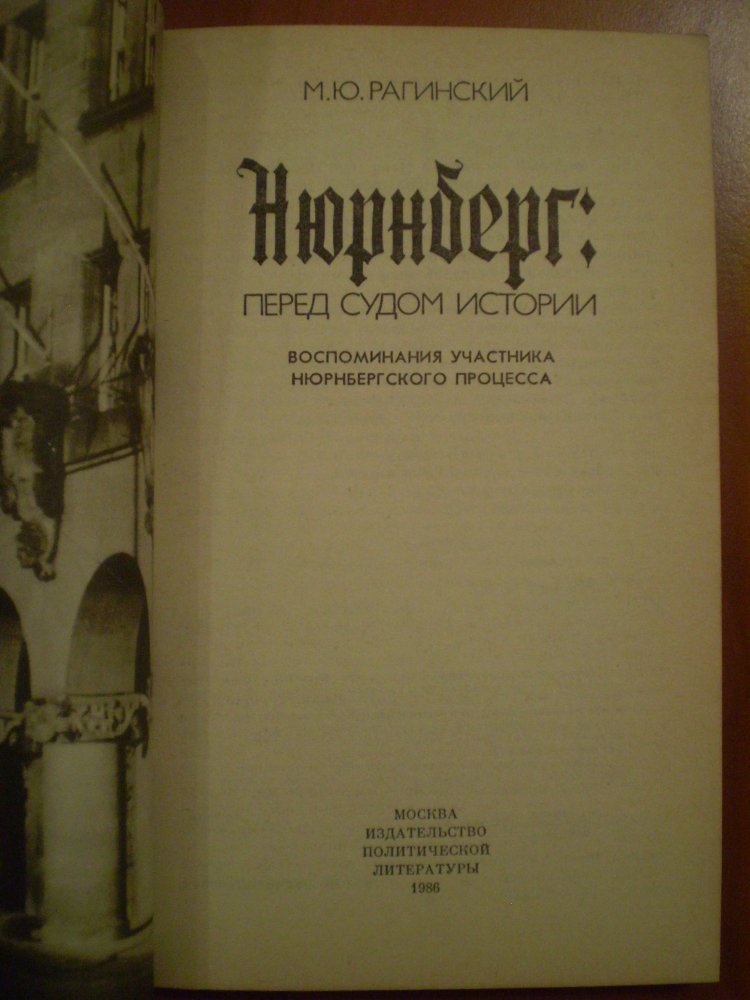 М.Ю.РАГИНСКИЙ
Нюрнберг:
ПЕРЕД СУДОМ ИСТОРИИ
ВОСПОМИНАНИЯ УЧАСТНИКА
НЮРНБЕРГСКОГО ПРОЦЕССА
МОСКВА
ИЗДАТЕЛЬСТВО
ПОЛИТИЧЕСКОЙ
ЛИТЕРАТУРЫ
1986